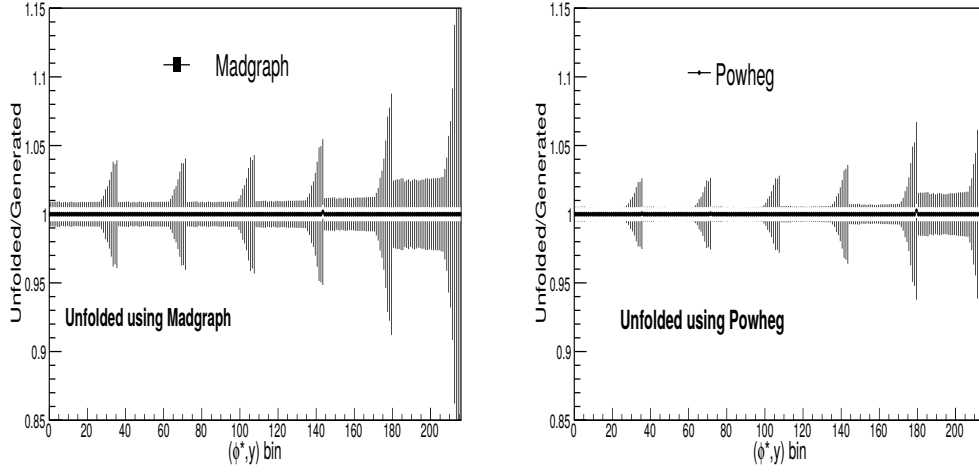 1.15
1.1
1.05
1
0.95
0.9
0.85
Unfolded/Generated
Madgraph
Unfolded using Madgraph
0 20 40 60 80 100 120 140 160 180 200
(ϕ*,y) bin
1.15
1.1
1.05
1
0.95
0.9
0.85
Unfolded/Generated
Powheg
Unfolded using Powheg
0 20 40 60 80 100 120 140 160 180 200
(ϕ*,y) bin